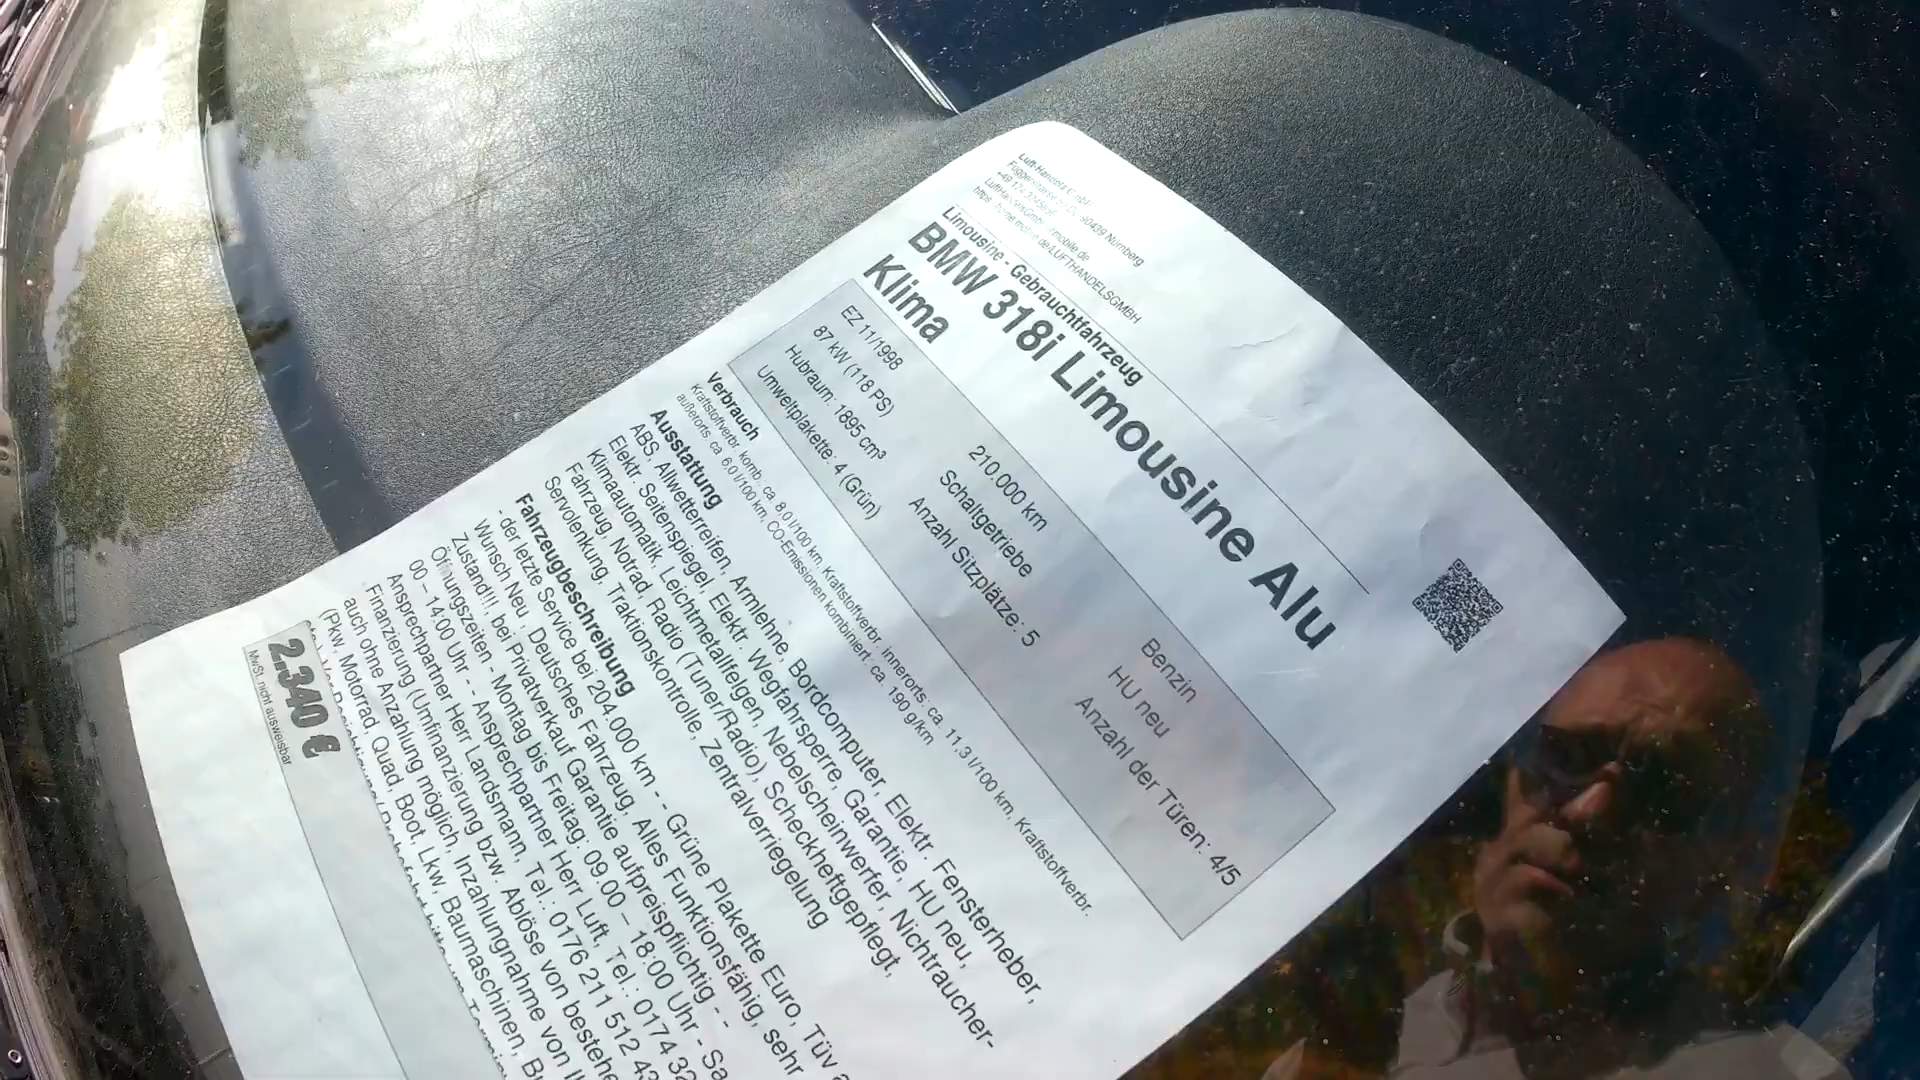 Luft-Handels GmbH
90439 Nürnberg
Limousine - Gebrauchtfahrzeug
BMW 318i Limousine Alu
Klima
EZ 11/1998 210.000 km Benzin
87 kW (118 PS) Schaltgetriebe HU neu
Hubraum: 1895 cm³ Anzahl Sitzplätze: 5 Anzahl der Türen: 4/5
Umweltplakette: 4 (Grün)
Verbrauch
Kraftstoffverbr. komb.: ca. 8,0 l/100 km, Kraftstoffverbr. innerorts: ca. 11,3 l/100 km, Kraftstoffverbr.
außerorts: ca. 6,0 l/100 km, CO-Emissionen kombiniert: ca. 190 g/km
Ausstattung
ABS, Allwetterreifen, Armlehne, Bordcomputer, Elektr. Fensterheber,
Elektr. Seitenspiegel, Elektr. Wegfahrsperre, Garantie, HU neu,
Klimaautomatik, Leichtmetallfelgen, Nebelscheinwerfer, Nichtraucher-
Fahrzeug, Notrad, Radio (Tuner/Radio), Scheckheftgepflegt,
Servolenkung, Traktionskontrolle, Zentralverriegelung
Fahrzeugbeschreibung
- der letzte Service bei 204.000 km - - Grüne Plakette Euro, Tüv
Wunsch Neu , Deutsches Fahrzeug, Alles Funktionsfähig, sehr
Zustand!!!, bei Privatverkauf Garantie aufpreispflichtig - -
Öffnungszeiten - Montag bis Freitag: 09.00 – 18:00 Uhr - Sa
00 – 14:00 Uhr - - Ansprechpartner Herr Luft, Tel.: 0174 32
Ansprechpartner Herr Landsmann, Tel.: 0176 211 512 43
Finanzierung (Umfinanzierung bzw. Ablöse von bestehe
auch ohne Anzahlung möglich, Inzahlungnahme von
(Pkw, Motorrad, Quad, Boot, Lkw, Baumaschinen,
2.340 €
MwSt. nicht ausweisbar